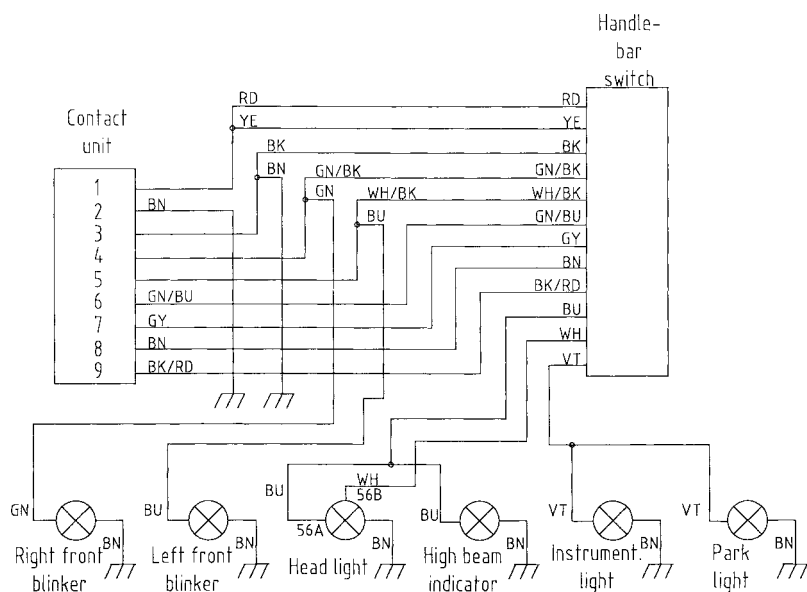 Handle-
bar
switch
RD RD
Contact
unit
YE YE
BK BK
BN
GN/BK GN/BK
GN
1
WH/BK WH/BK
2 BN
BU
GN/BU
3
GY
4
BN
5
BK/RD
6 GN/BU
BU
7 GY
WH
8 BN
VT
9 BK/RD
WH
BU
56B
GN BU 56A BU VT VT
BN BN BN BN BN BN
Right front
blinker
Left front
blinker
Head light
High beam
indicator
Instrument.
light
Park
light